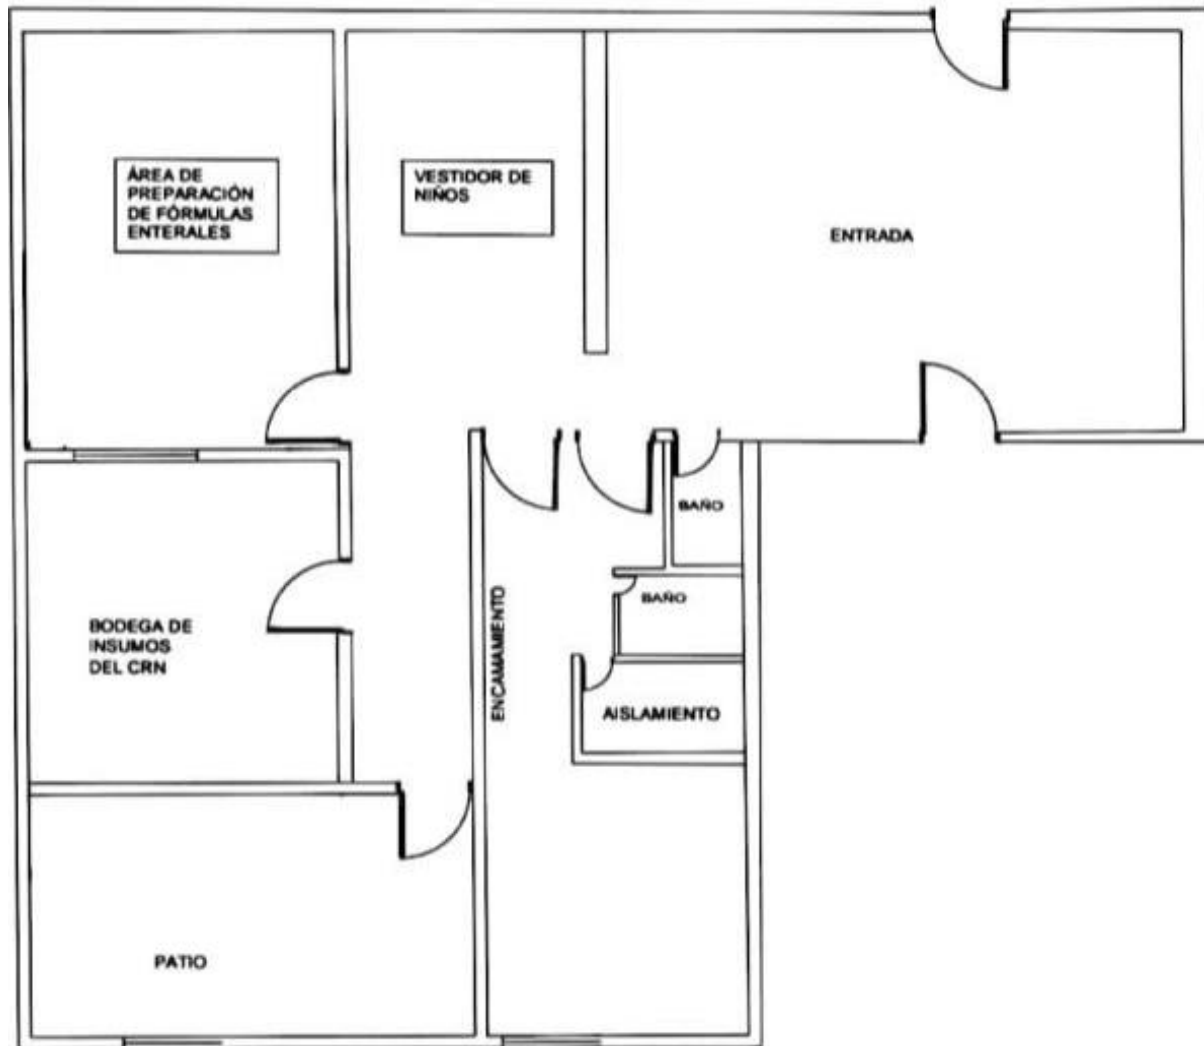 ÁREA DE
PREPARACIÓN
DE FÓRMULAS
ENTERALES
VESTIDOR DE
NIÑOS
ENTRADA
BAÑO
BAÑO
ENCAMAMIENTO
BODEGA DE
INSUMOS
DEL CRN
AISLAMIENTO
PATIO